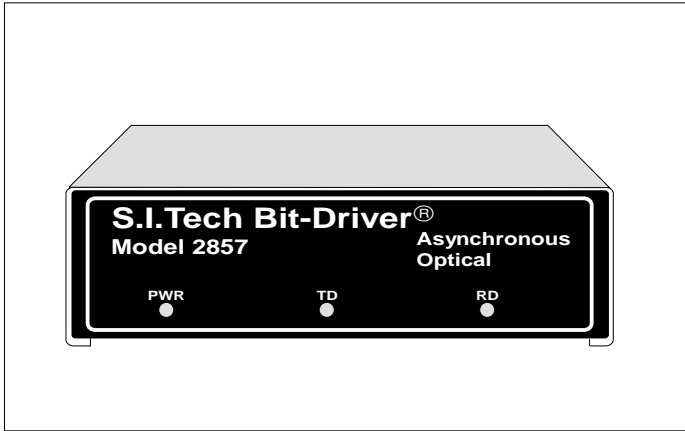 S.I.Tech Bit-Driver®
Model 2857
Asynchronous
Optical
PWR TD RD